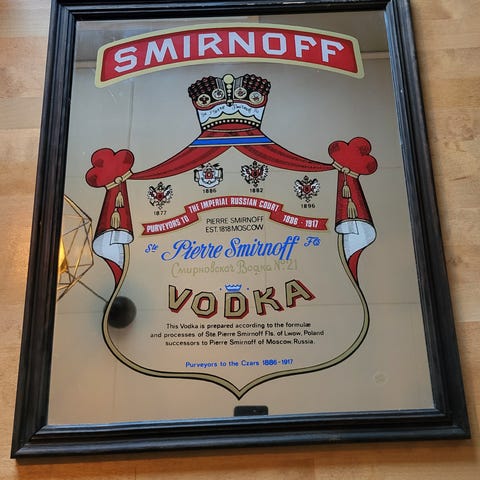 SMIRNOFF
1886 1882
1877 1896
PURVEYORS TO THE IMPERIAL RUSSIAN COURT 1886-1917
PIERRE SMIRNOFF
EST. 1818 MOSCOW
Ste Pierre Smirnoff Fls
Смирновская Водка №21
VODKA
This Vodka is prepared according to the formulæ
and processes of Ste Pierre Smirnoff Fls. of Lwow, Poland
successors to Pierre Smirnoff of Moscow, Russia.
Purveyors to the Czars 1886-1917